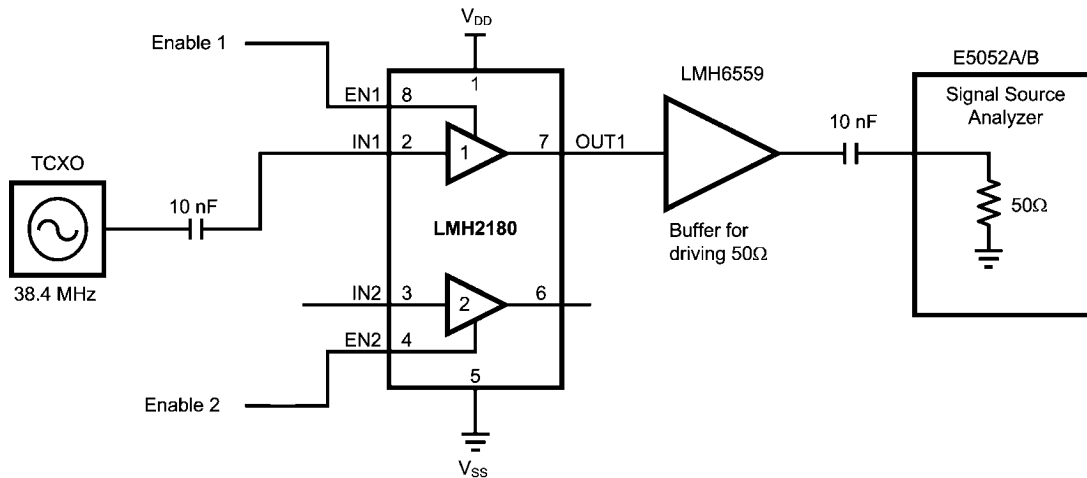 VDD
Enable 1
E5052A/B
LMH6559
1
Signal Source
Analyzer
EN1 8
10 nF
IN1 2
1
7 OUT1
TCXO
10 nF
50Ω
LMH2180
Buffer for
driving 50Ω
38.4 MHz
IN2 3
2
6
EN2 4
5
Enable 2
VSS